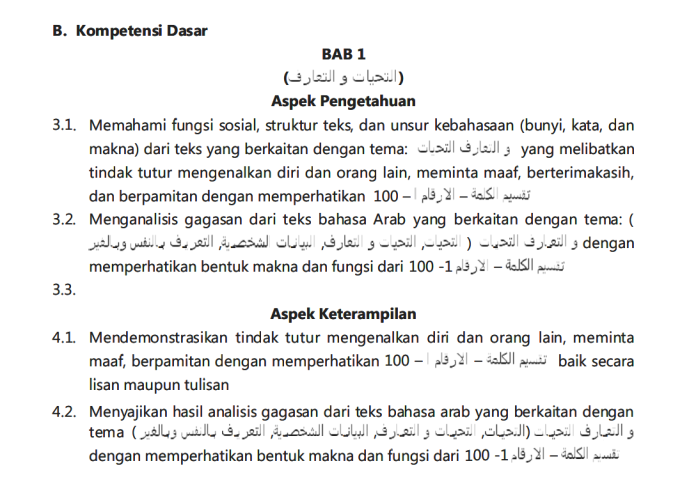 B. Kompetensi Dasar
BAB 1
(التحيات و التعارف)
Aspek Pengetuhuan
3.1. Memahami fungsi sosial, struktur teks, dan unsur kebahasaan (bunyi, kata, dan
makna) dari teks yang berkaitan dengan tema: و التعارف التحيات yang melibatkan
tindak tutur mengenalkan diri dan orang lain, meminta maaf, berterimakasih,
dan berpamitan dengan memperhatikan تقسيم الكلمة – الارقام ا – 100
3.2. Menganalisis gagasan dari teks bahasa Arab yang berkaitan dengan tema: (
و التعارف التحيات ( التحيات, التحيات و التعارف, البيانات الشخصية, التعريف بالنفس وبالغير dengan
memperhatikan bentuk makna dan fungsi dari تقسيم الكلمة – الارقام 1- 100
3.3.
Aspek Keterampilan
4.1. Mendemonstrasikan tindak tutur mengenalkan diri dan orang lain, meminta
maaf, berpamitan dengan memperhatikan تقسيم الكلمة – الارقام ا – 100 baik secara
lisan maupun tulisan
4.2. Menyajikan hasil analisis gagasan dari teks bahasa arab yang berkaitan dengan
tema ( و التعارف التحيات (التحيات, التحيات و التعارف, البيانات الشخصية, التعريف بالنفس وبالغير
dengan memperhatikan bentuk makna dan fungsi dari تقسيم الكلمة – الارقام 1- 100